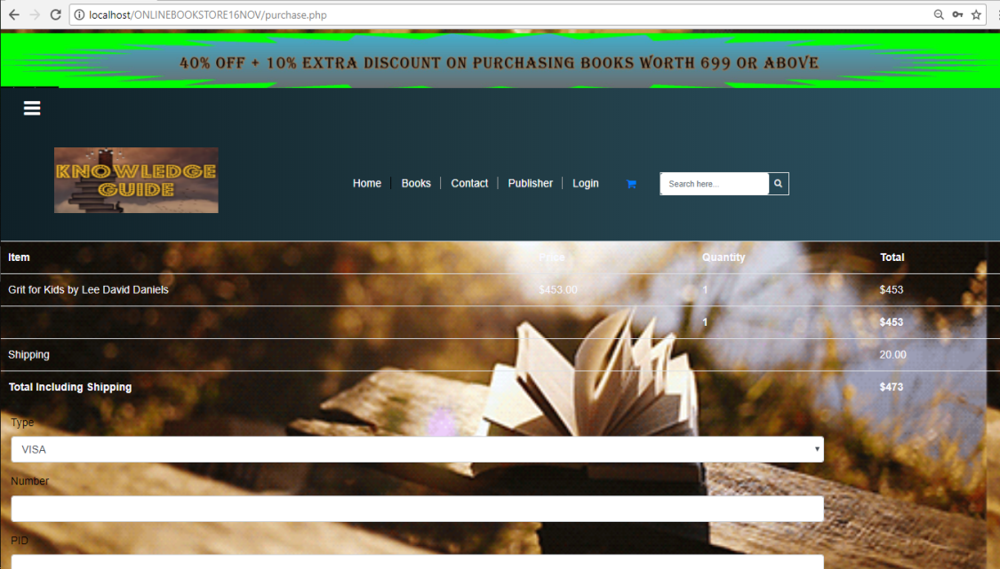 localhost/ONLINEBOOKSTORE16NOV/purchase.php
40% OFF + 10% EXTRA DISCOUNT ON PURCHASING BOOKS WORTH 699 OR ABOVE
KNOWLEDGE
GUIDE
Home Books Contact Publisher Login Search here...
Item Price Quantity Total
Grit for Kids by Lee David Daniels $453.00 1 $453
1 $453
Shipping 20.00
Total Including Shipping $473
Type
VISA
Number
PID